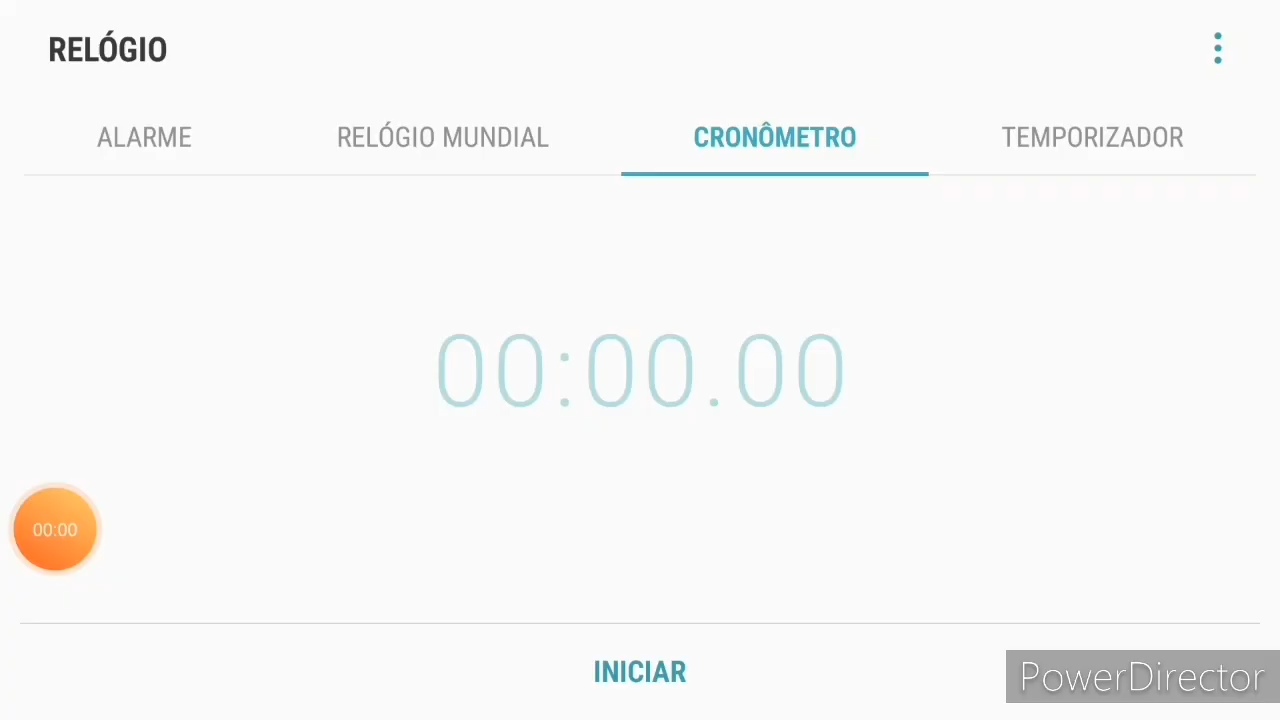 RELÓGIO
ALARME RELÓGIO MUNDIAL CRONÔMETRO TEMPORIZADOR
00:00.00
00:00
INICIAR
PowerDirector